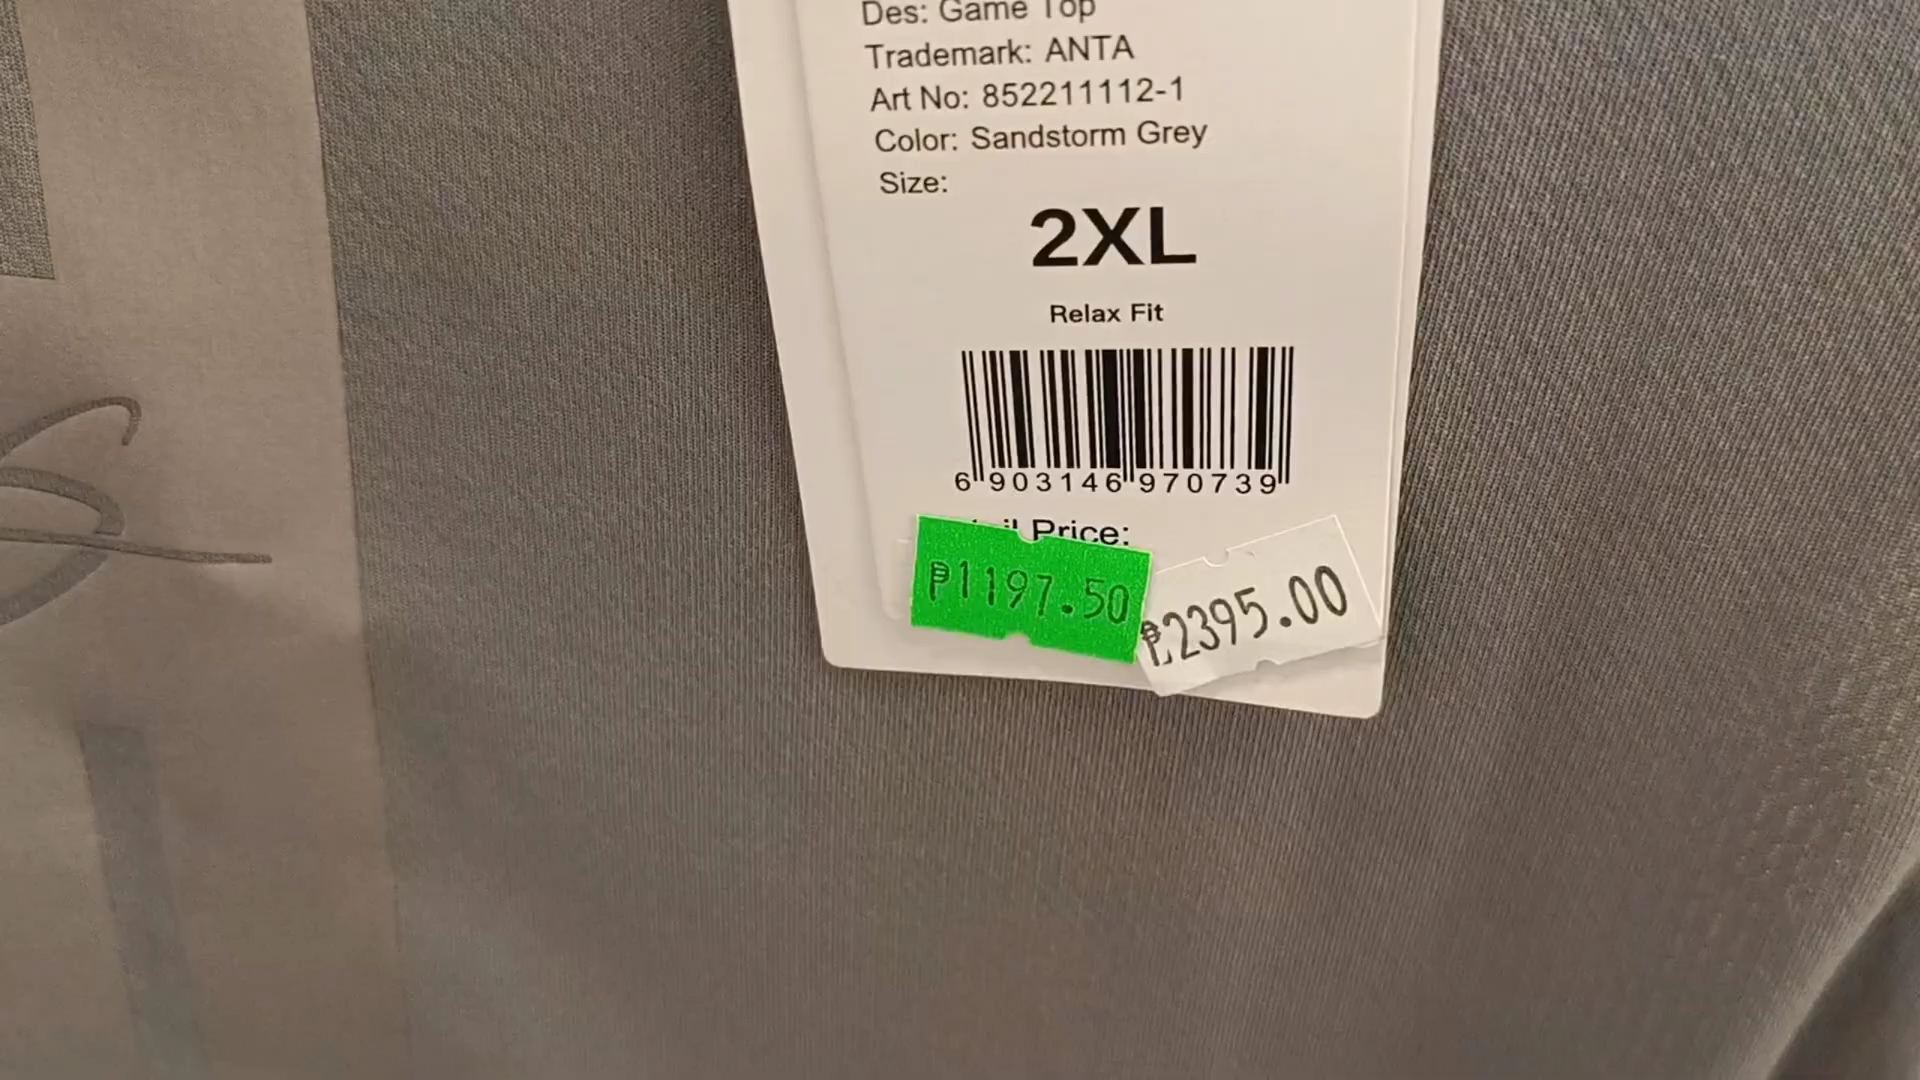 Des: Game Top
Trademark: ANTA
Art No: 852211112-1
Color: Sandstorm Grey
Size:
2XL
Relax Fit
6 903146 970739
Price:
₱1197.50
₱2395.00